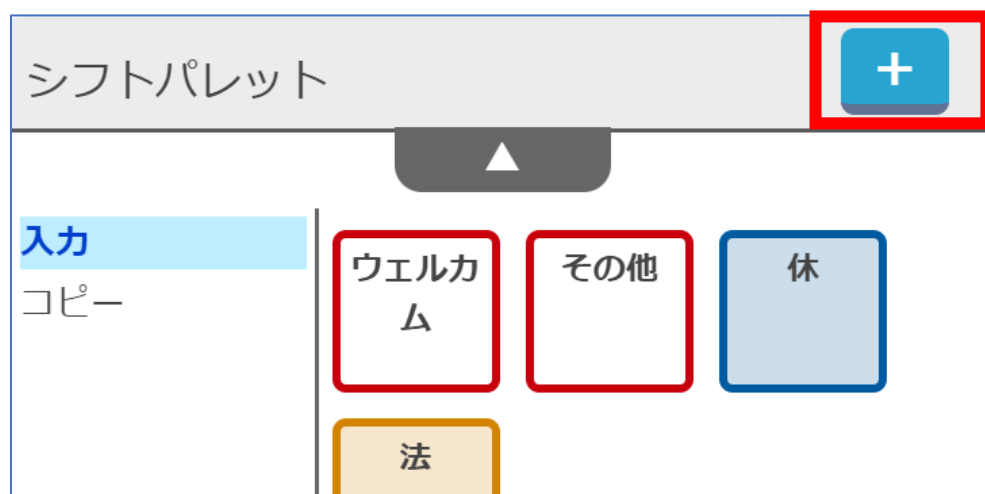 シフトパレット
+
▲
入力
コピー
ウェルカ
ム
その他
休
法